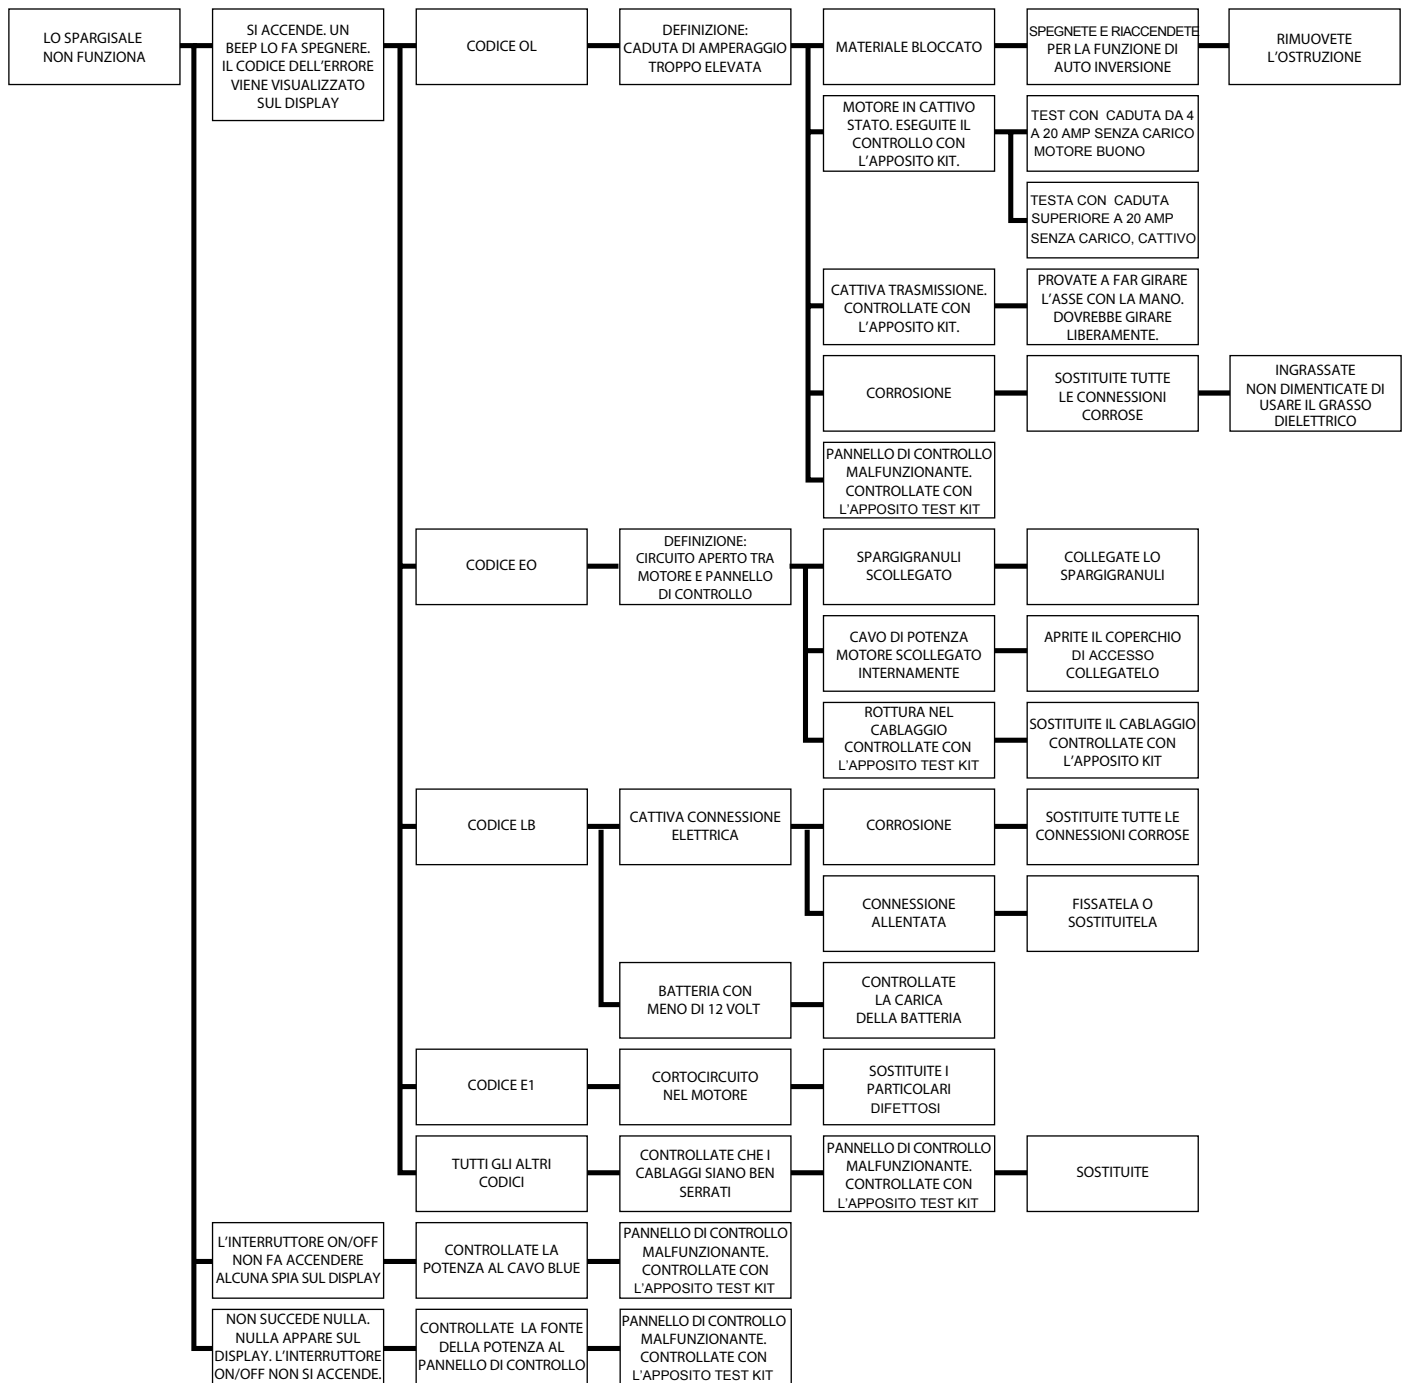 LO SPARGISALE
NON FUNZIONA
SI ACCENDE. UN
BEEP LO FA SPEGNERE.
IL CODICE DELL'ERRORE
VIENE VISUALIZZATO
SUL DISPLAY
CODICE OL
DEFINIZIONE:
CADUTA DI AMPERAGGIO
TROPPO ELEVATA
MATERIALE BLOCCATO
SPEGNETE E RIACCENDETE
PER LA FUNZIONE DI
AUTO INVERSIONE
RIMUOVETE
L'OSTRUZIONE
MOTORE IN CATTIVO
STATO. ESEGUITE IL
CONTROLLO CON
L'APPOSITO KIT.
TEST CON CADUTA DA 4
A 20 AMP SENZA CARICO
MOTORE BUONO
TESTA CON CADUTA
SUPERIORE A 20 AMP
SENZA CARICO, CATTIVO
CATTIVA TRASMISSIONE.
CONTROLLATE CON
L'APPOSITO KIT.
PROVATE A FAR GIRARE
L'ASSE CON LA MANO.
DOVREBBE GIRARE
LIBERAMENTE.
CORROSIONE
SOSTITUITE TUTTE
LE CONNESSIONI
CORROSE
INGRASSATE
NON DIMENTICATE DI
USARE IL GRASSO
DIELETTRICO
PANNELLO DI CONTROLLO
MALFUNZIONANTE.
CONTROLLATE CON
L'APPOSITO TEST KIT
CODICE EO
DEFINIZIONE:
CIRCUITO APERTO TRA
MOTORE E PANNELLO
DI CONTROLLO
SPARGIGRANULI
SCOLLEGATO
COLLEGATE LO
SPARGIGRANULI
CAVO DI POTENZA
MOTORE SCOLLEGATO
INTERNAMENTE
APRITE IL COPERCHIO
DI ACCESSO
COLLEGATELO
ROTTURA NEL
CABLAGGIO
CONTROLLATE CON
L'APPOSITO TEST KIT
SOSTITUITE IL CABLAGGIO
CONTROLLATE CON
L'APPOSITO KIT
CODICE LB
CATTIVA CONNESSIONE
ELETTRICA
CORROSIONE
SOSTITUITE TUTTE LE
CONNESSIONI CORROSE
CONNESSIONE
ALLENTATA
FISSATELA O
SOSTITUITELA
BATTERIA CON
MENO DI 12 VOLT
CONTROLLATE
LA CARICA
DELLA BATTERIA
CODICE E1
CORTOCIRCUITO
NEL MOTORE
SOSTITUITE I
PARTICOLARI
DIFETTOSI
TUTTI GLI ALTRI
CODICI
CONTROLLATE CHE I
CABLAGGI SIANO BEN
SERRATI
PANNELLO DI CONTROLLO
MALFUNZIONANTE.
CONTROLLATE CON
L'APPOSITO TEST KIT
SOSTITUITE
L'INTERRUTTORE ON/OFF
NON FA ACCENDERE
ALCUNA SPIA SUL DISPLAY
CONTROLLATE LA
POTENZA AL CAVO BLUE
PANNELLO DI CONTROLLO
MALFUNZIONANTE.
CONTROLLATE CON
L'APPOSITO TEST KIT
NON SUCCEDE NULLA.
NULLA APPARE SUL
DISPLAY. L'INTERRUTTORE
ON/OFF NON SI ACCENDE.
CONTROLLATE LA FONTE
DELLA POTENZA AL
PANNELLO DI CONTROLLO
PANNELLO DI CONTROLLO
MALFUNZIONANTE.
CONTROLLATE CON
L'APPOSITO TEST KIT